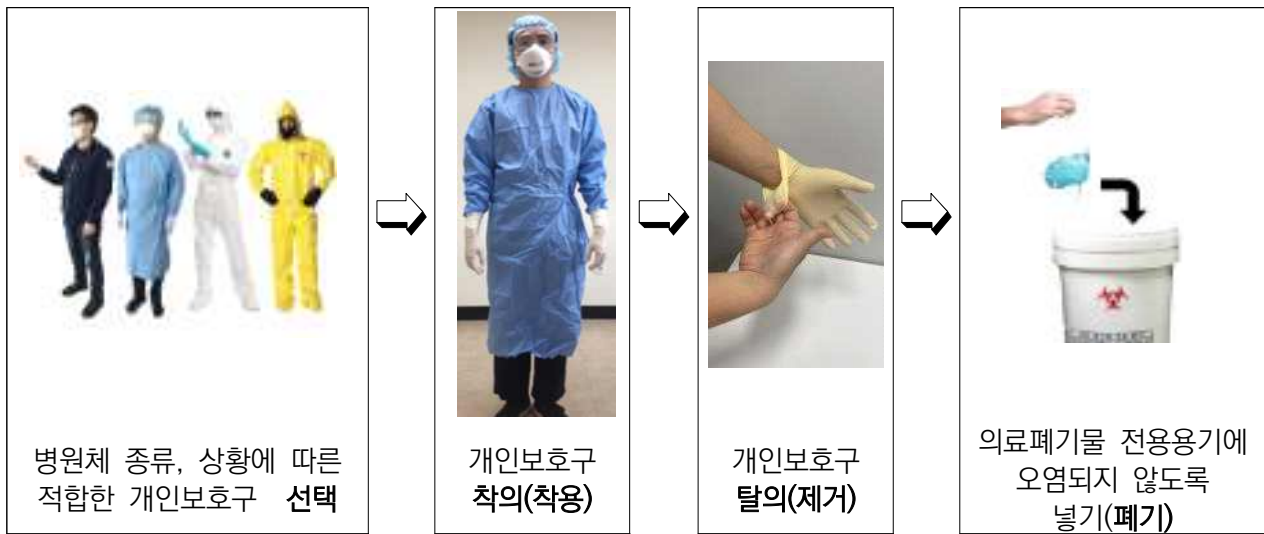 병원체 종류, 상황에 따른
적합한 개인보호구 선택
개인보호구
착의(착용)
개인보호구
탈의(제거)
의료폐기물 전용용기에
오염되지 않도록
넣기(폐기)